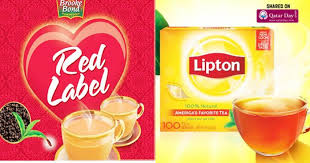 Brooke
Bond
Red
Label
SHARED ON
Qatar Day
Lipton
100% Natural
AMERICA'S FAVORITE TEA
100